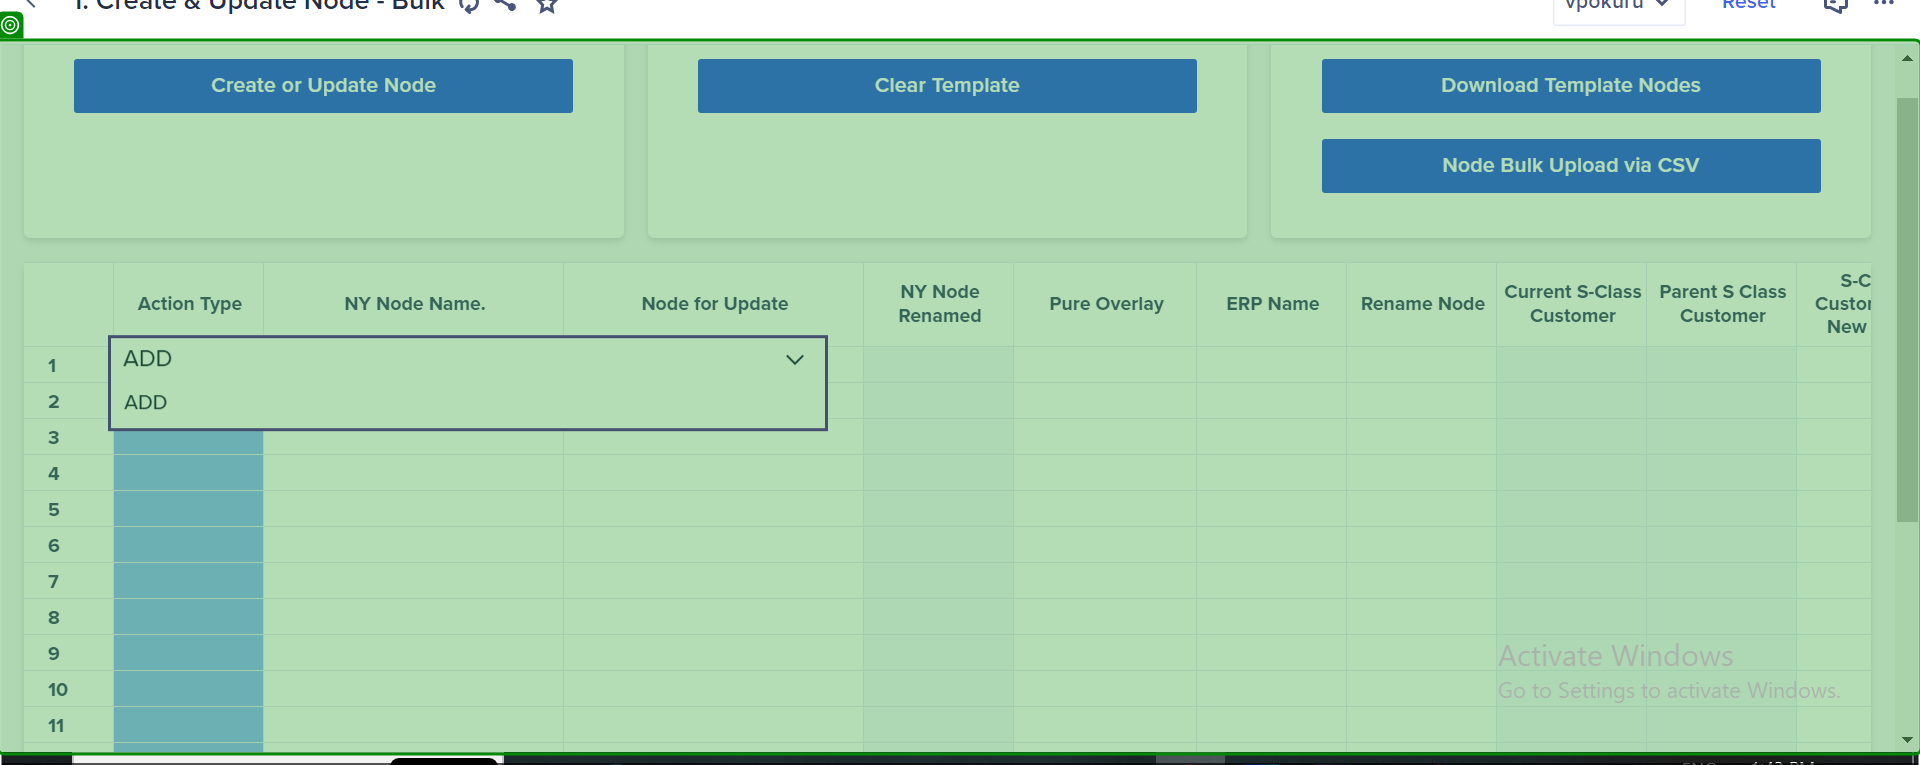 1. Create & Update Node - Bulk
vpokuru
Reset
Create or Update Node
Clear Template
Download Template Nodes
Node Bulk Upload via CSV
Action Type
NY Node Name.
Node for Update
NY Node
Renamed
Pure Overlay
ERP Name
Rename Node
Current S-Class
Customer
Parent S Class
Customer
S-C
Custor
New
ADD
ADD
1
2
3
4
5
6
7
8
9
10
11
Activate Windows
Go to Settings to activate Windows.